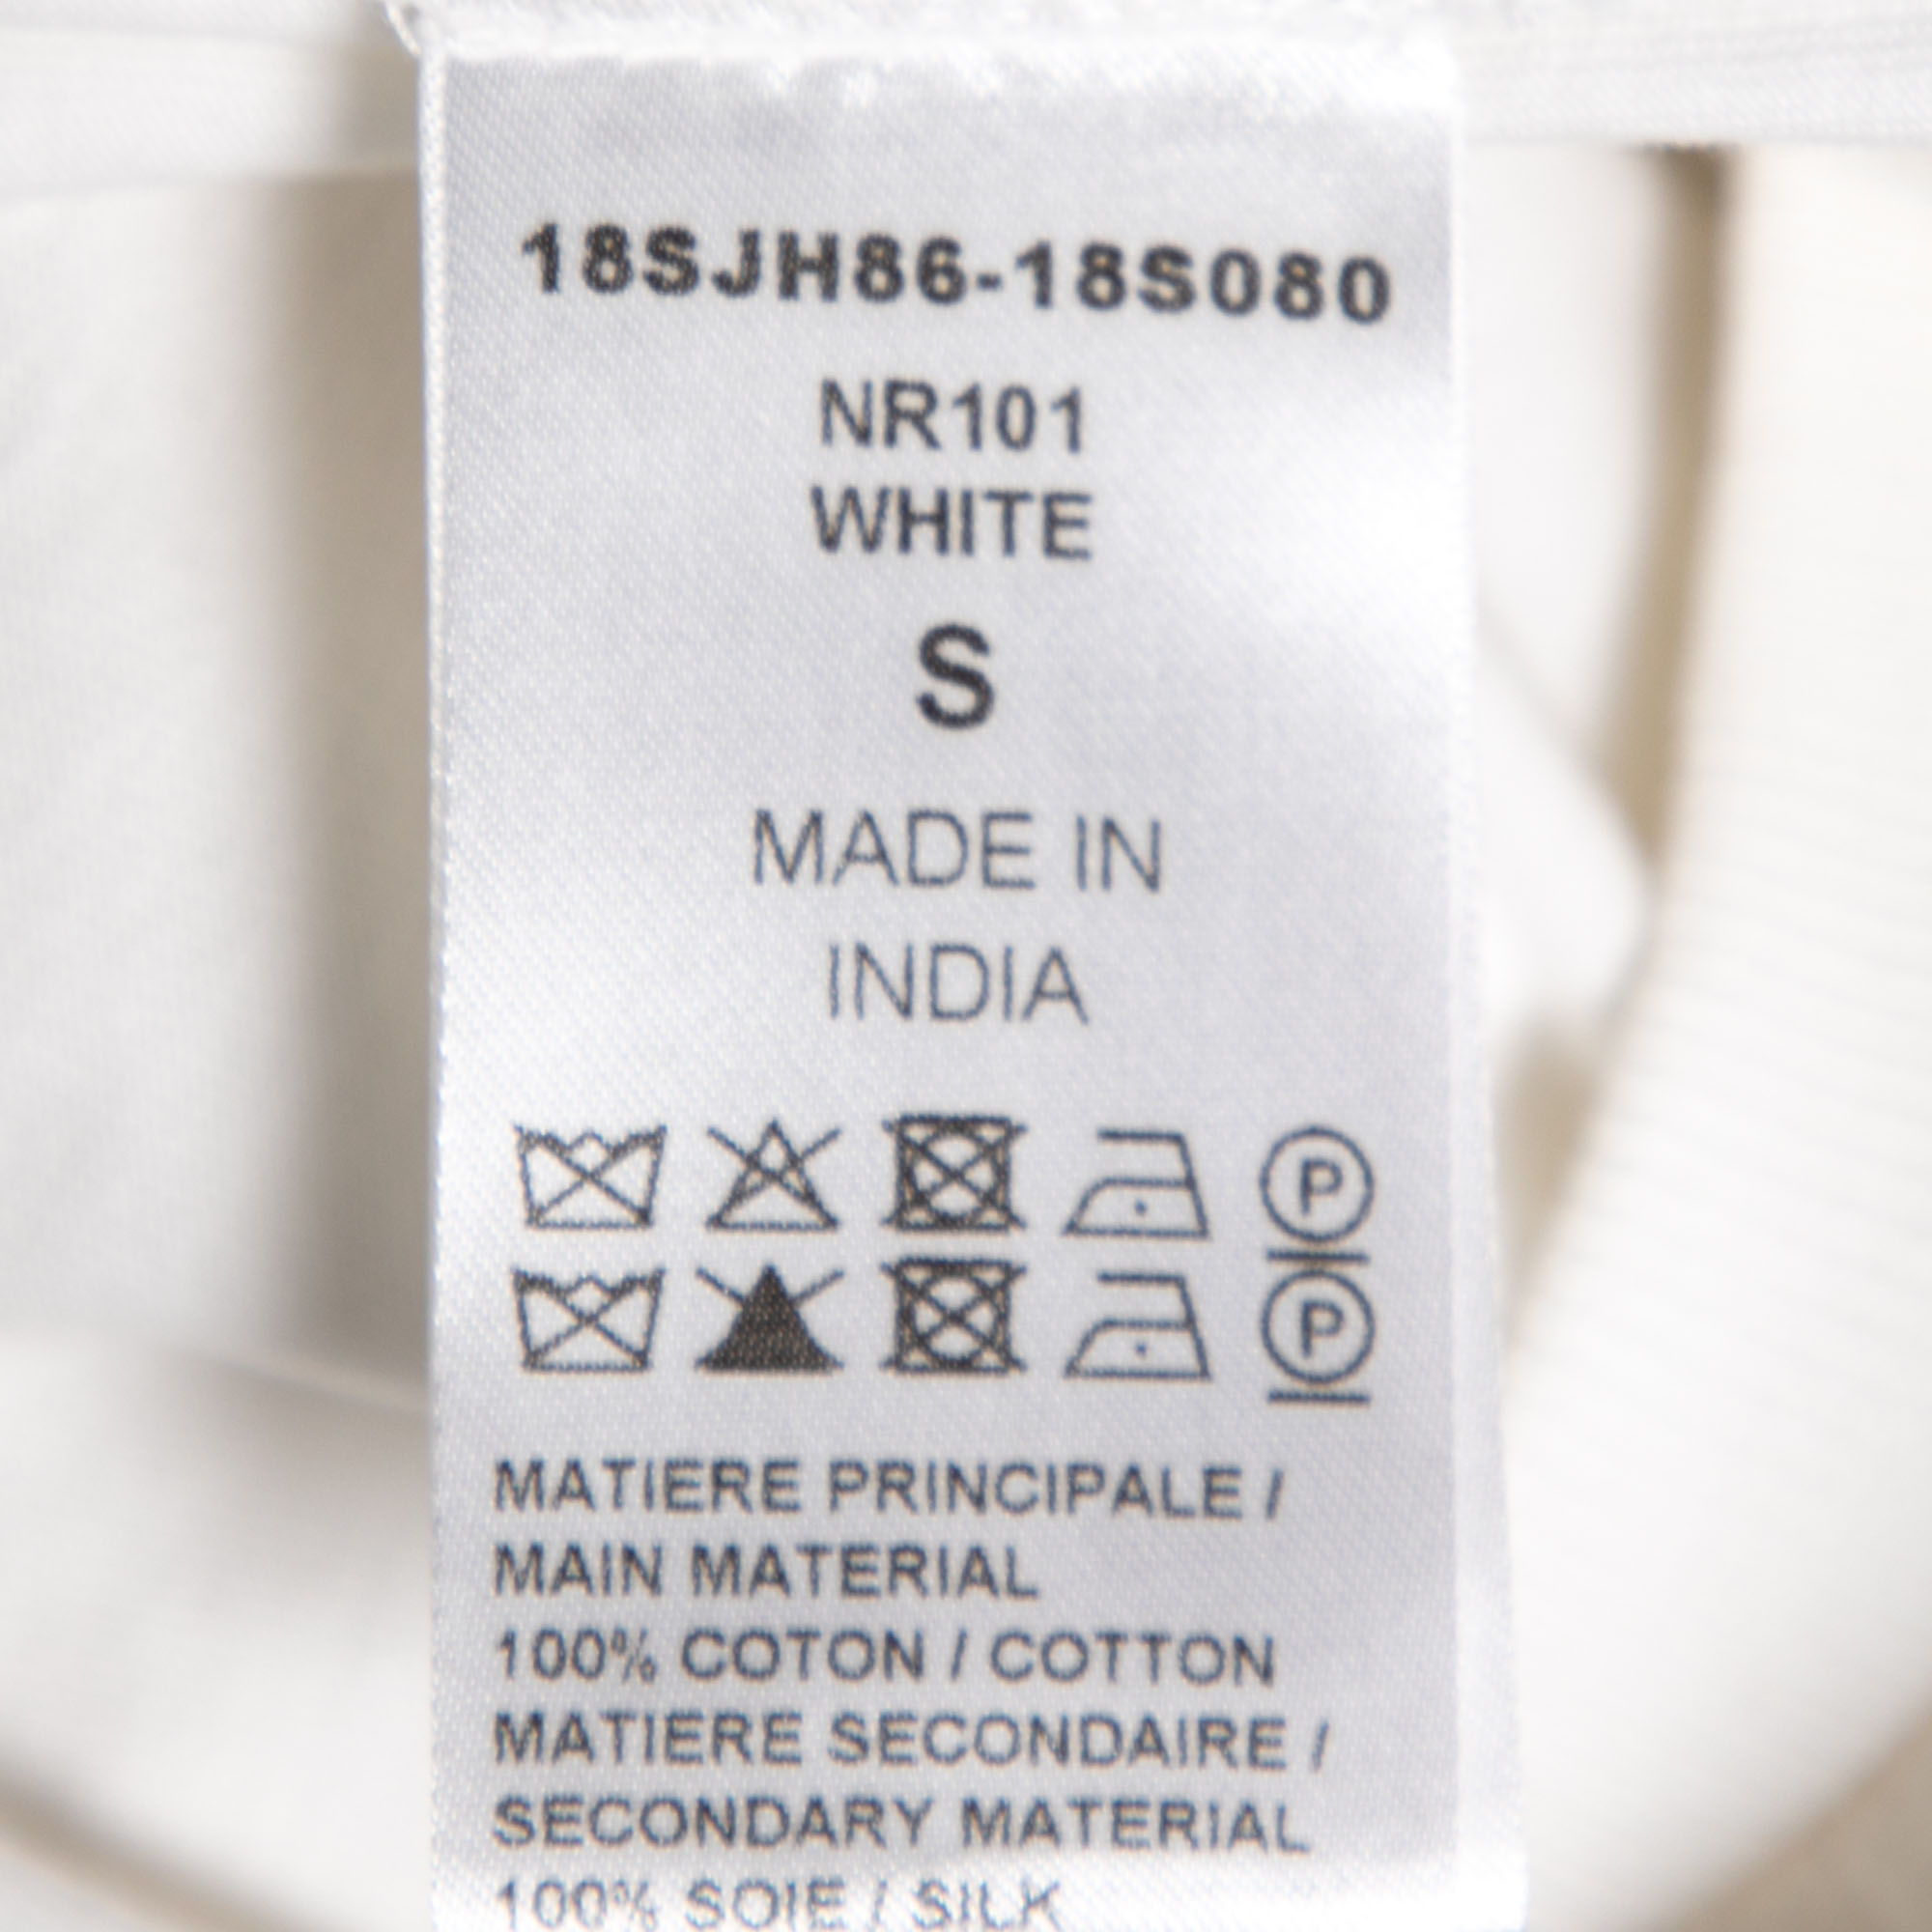 18SJH86-18S080
NR101
WHITE
S
MADE IN
INDIA
P
P
MATIERE PRINCIPALE /
MAIN MATERIAL
100% COTON / COTTON
MATIERE SECONDAIRE /
SECONDARY MATERIAL
100% SOIE / SILK